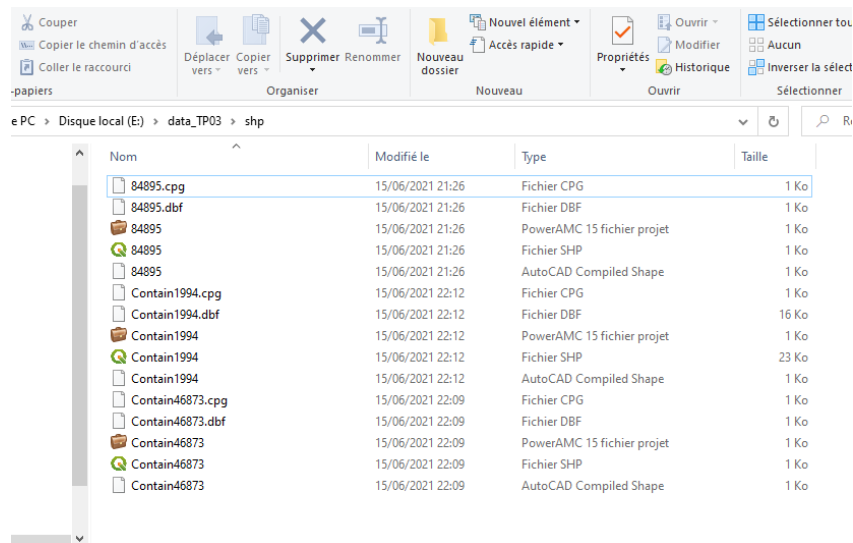 Couper
Copier le chemin d'accès
Coller le raccourci
-papiers
Déplacer vers
Copier vers
Supprimer
Renommer
Organiser
Nouveau dossier
Nouvel élément
Accès rapide
Nouveau
Propriétés
Ouvrir
Modifier
Historique
Ouvrir
Sélectionner tou
Aucun
Inverser la sélect
Sélectionner
e PC > Disque local (E:) > data_TP03 > shp
Nom Modifié le Type Taille
84895.cpg 15/06/2021 21:26 Fichier CPG 1 Ko
84895.dbf 15/06/2021 21:26 Fichier DBF 1 Ko
84895 15/06/2021 21:26 PowerAMC 15 fichier projet 1 Ko
84895 15/06/2021 21:26 Fichier SHP 1 Ko
84895 15/06/2021 21:26 AutoCAD Compiled Shape 1 Ko
Contain1994.cpg 15/06/2021 22:12 Fichier CPG 1 Ko
Contain1994.dbf 15/06/2021 22:12 Fichier DBF 16 Ko
Contain1994 15/06/2021 22:12 PowerAMC 15 fichier projet 1 Ko
Contain1994 15/06/2021 22:12 Fichier SHP 23 Ko
Contain1994 15/06/2021 22:12 AutoCAD Compiled Shape 1 Ko
Contain46873.cpg 15/06/2021 22:09 Fichier CPG 1 Ko
Contain46873.dbf 15/06/2021 22:09 Fichier DBF 1 Ko
Contain46873 15/06/2021 22:09 PowerAMC 15 fichier projet 1 Ko
Contain46873 15/06/2021 22:09 Fichier SHP 1 Ko
Contain46873 15/06/2021 22:09 AutoCAD Compiled Shape 1 Ko